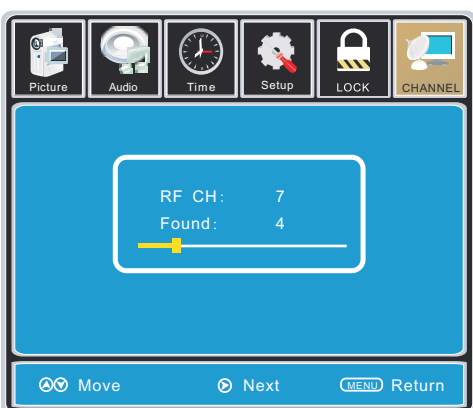 Picture Audio Time Setup LOCK CHANNEL
RF CH: 7
Found: 4
Move Next MENU Return